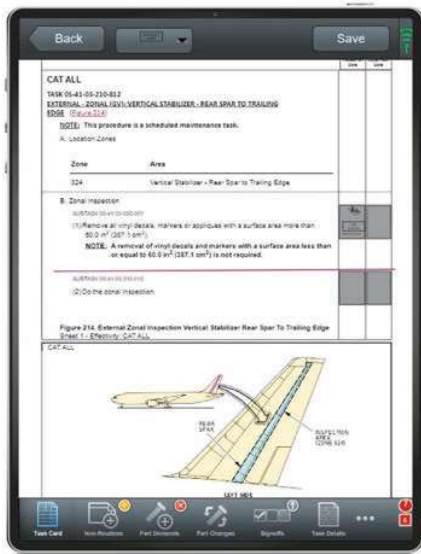 Back
Save
CAT ALL
TASK 05-41-03-210-812
EXTERNAL - ZONAL (GV): VERTICAL STABILIZER - REAR SPAR TO TRAILING
EDGE (Figure 214)
NOTE: This procedure is a scheduled maintenance task.
A. Location Zones
Zone Area
324 Vertical Stabilizer - Rear Spar to Trailing Edge
B. Zonal Inspection
(1) Remove all vinyl decals, markers or appliques with a surface area more than
60.0 in² (387.1 cm²).
NOTE: A removal of vinyl decals and markers with a surface area less than
or equal to 60.0 in² (387.1 cm²) is not required.
(2) Do the zonal inspection.
Figure 214. External Zonal Inspection Vertical Stabilizer Rear Spar To Trailing Edge
Sheet 1 - Effectivity: CAT ALL
CAT ALL
REAR
SPAR
INSPECTION
AREA
(ZONE 324)
LEFT SIDE
Task Card
Non-Routines
Part Demands
Part Changes
Signoffs
Task Details